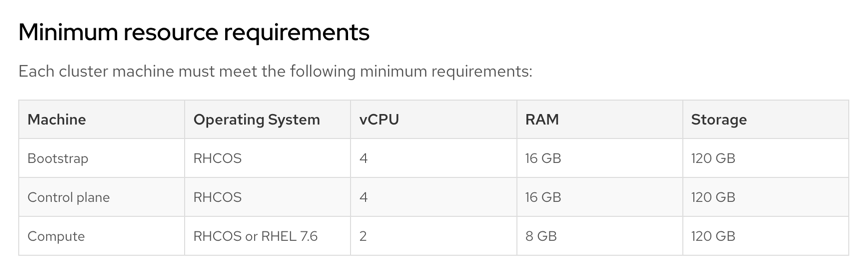 Minimum resource requirements
Each cluster machine must meet the following minimum requirements:
Machine Operating System vCPU RAM Storage
Bootstrap RHCOS 4 16 GB 120 GB
Control plane RHCOS 4 16 GB 120 GB
Compute RHCOS or RHEL 7.6 2 8 GB 120 GB